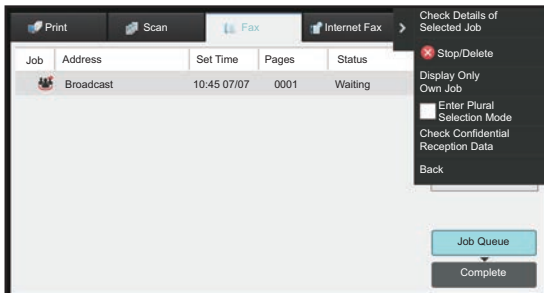 Print
Scan
Fax
Internet Fax
Job
Address
Set Time
Pages
Status
Broadcast
10:45 07/07
0001
Waiting
Check Details of
Selected Job
Stop/Delete
Display Only
Own Job
Enter Plural
Selection Mode
Check Confidential
Reception Data
Back
Job Queue
Complete